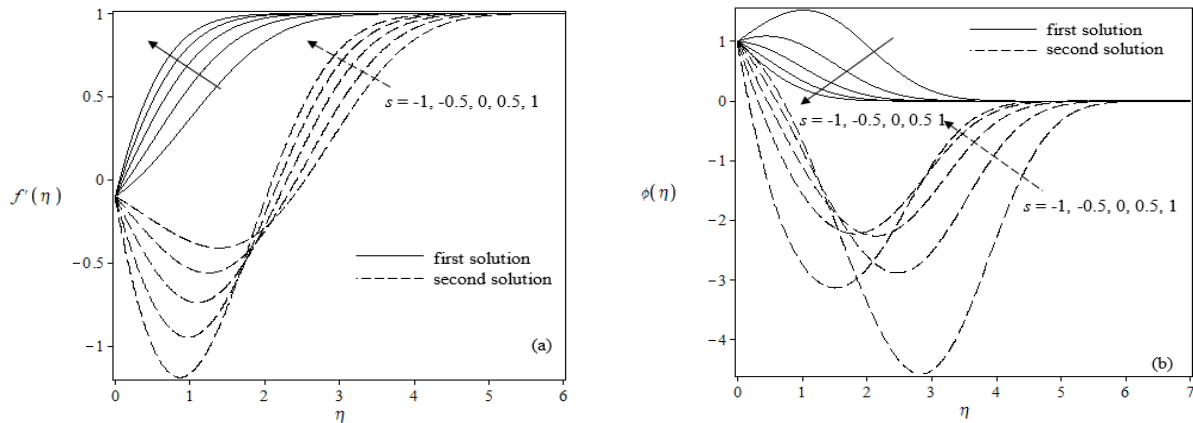 1
0.5
0
-0.5
-1
f'(η)
s = -1, -0.5, 0, 0.5, 1
first solution
second solution
(a)
0 1 2 3 4 5 6
η
1
0
-1
-2
-3
-4
ϕ(η)
first solution
second solution
s = -1, -0.5, 0, 0.5 1
s = -1, -0.5, 0, 0.5, 1
(b)
0 1 2 3 4 5 6 7
η